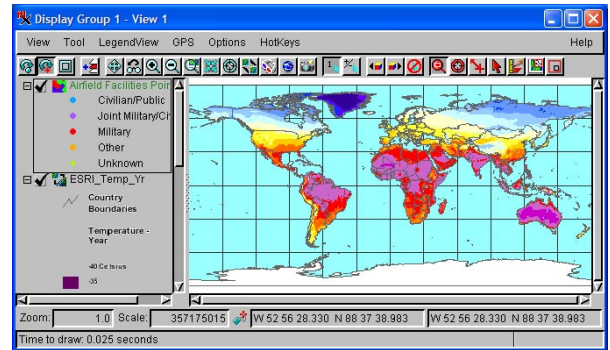 Display Group 1 - View 1
View Tool LegendView GPS Options HotKeys Help
Airfield Facilities Poin
Civilian/Public
Joint Military/Ci
Military
Other
Unknown
ESRI_Temp_Yr
Country
Boundaries
Temperature -
Year
-40 Celsius
-35
Zoom: 1.0 Scale: 357175015 W 52 56 28.330 N 88 37 38.983 W 52 56 28.330 N 88 37 38.983
Time to draw: 0.025 seconds